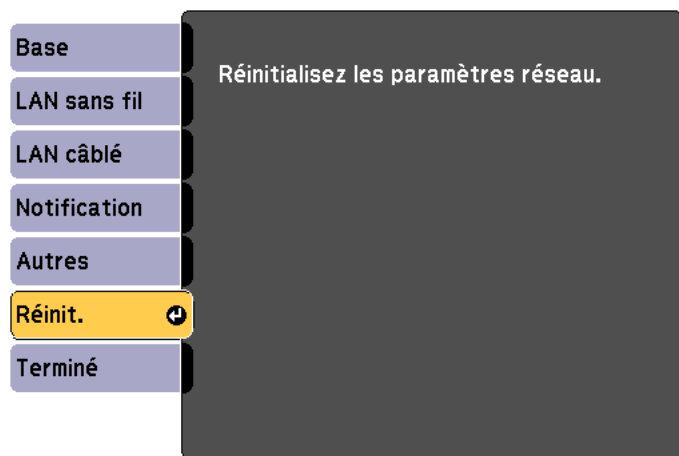 Base
LAN sans fil
LAN câblé
Notification
Autres
Réinit.
Terminé
Réinitialisez les paramètres réseau.